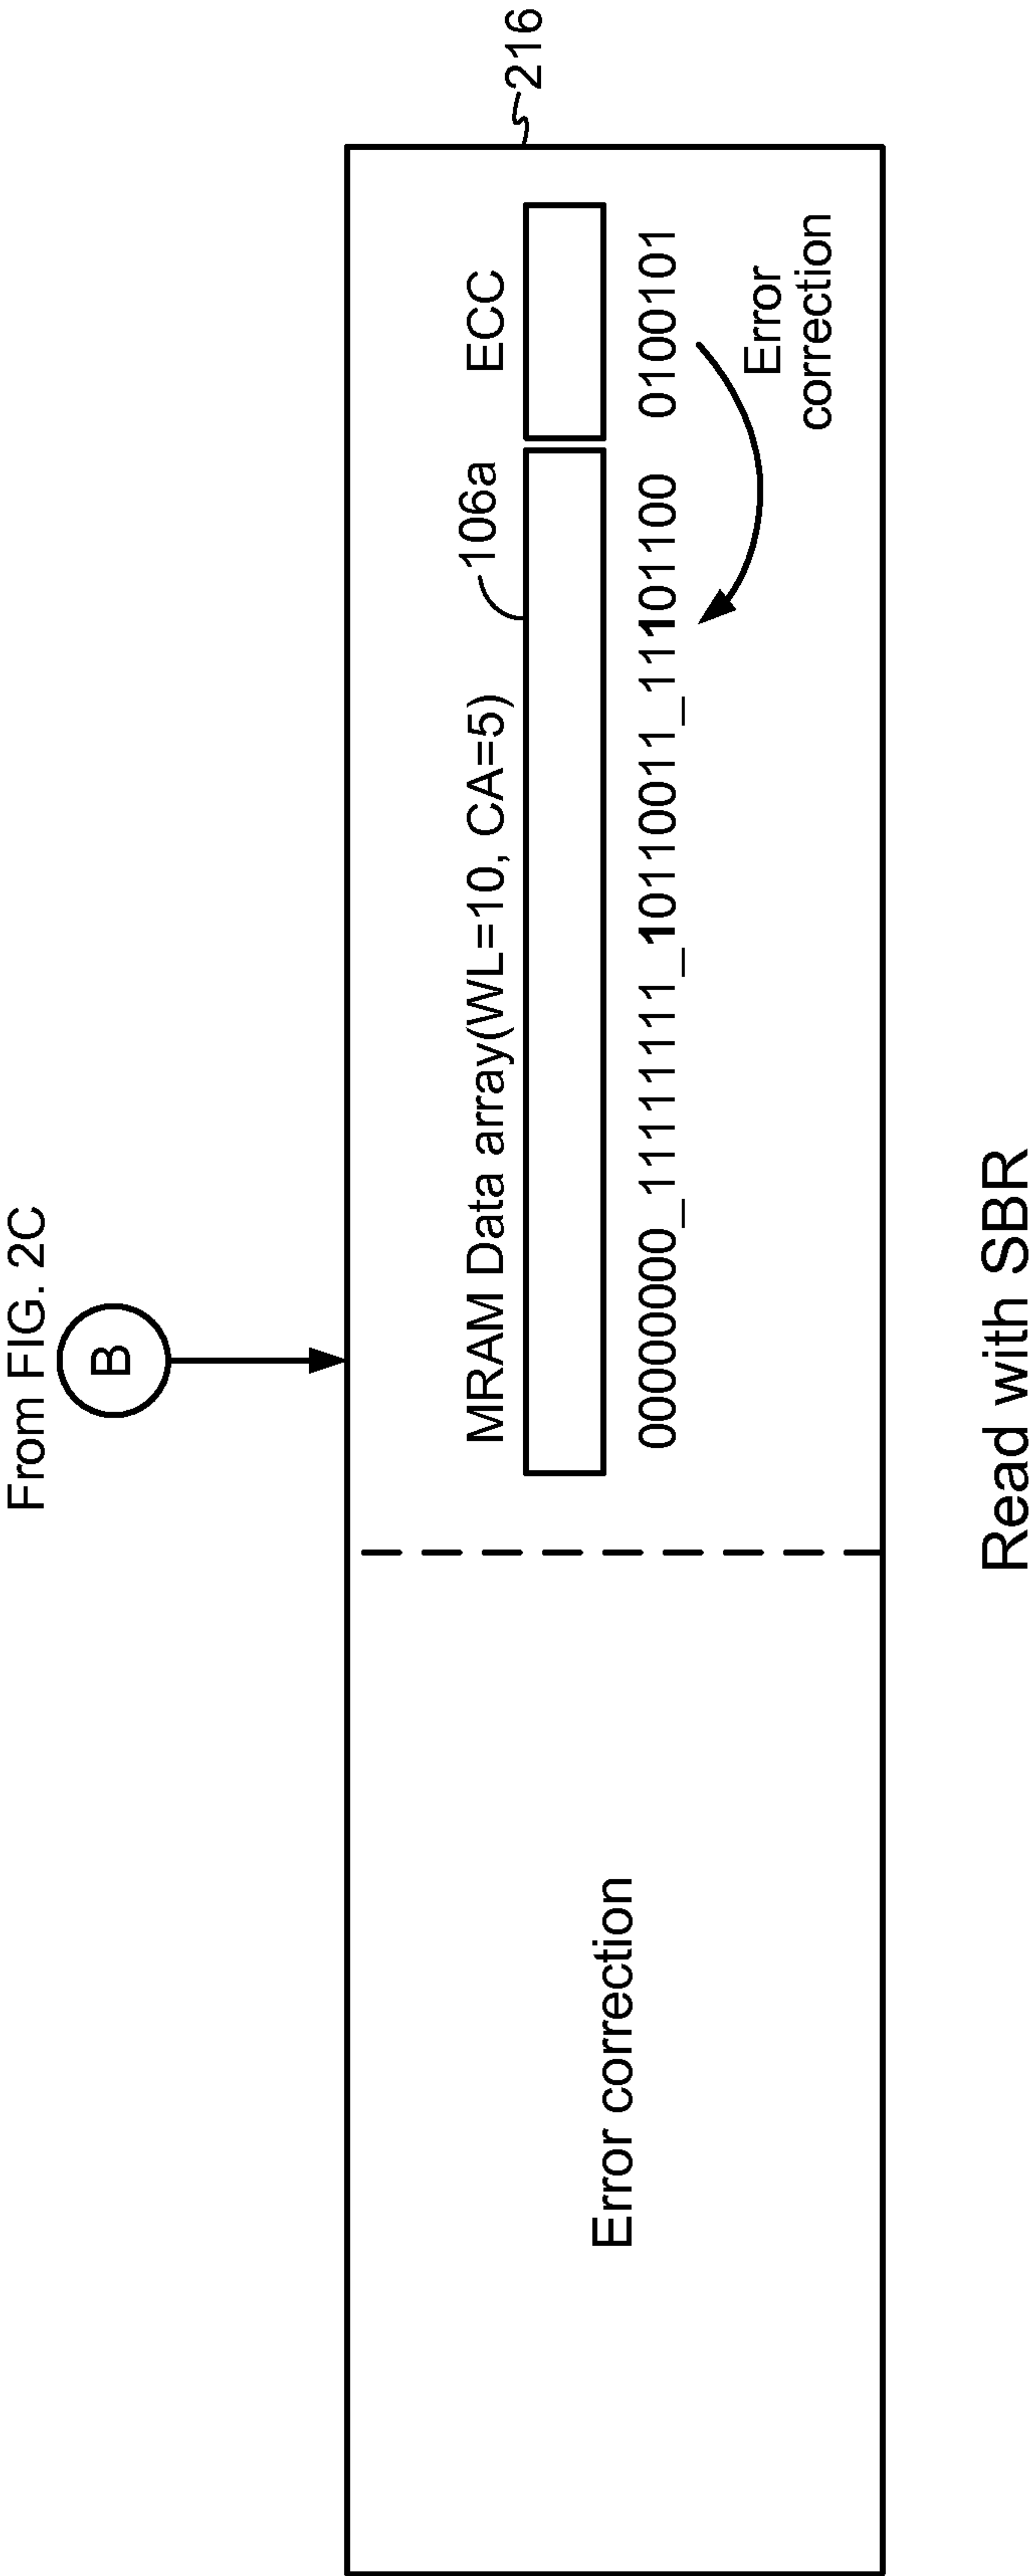 From FIG. 2C
B
216
106a
MRAM Data array(WL=10, CA=5) ECC
00000000_11111111_10110011_11101100 0100101
Error correction
Error
correction
Read with SBR